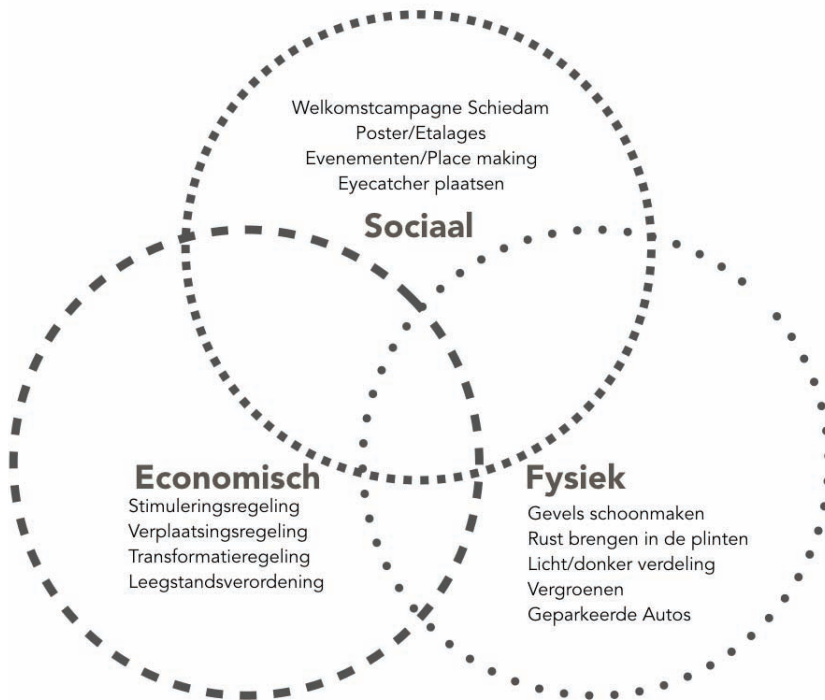 Welkomstcampagne Schiedam
Poster/Etalages
Evenementen/Place making
Eyecatcher plaatsen
Sociaal
Economisch
Stimuleringsregeling
Verplaatsingsregeling
Transformatieregeling
Leegstandsverordening
Fysiek
Gevels schoonmaken
Rust brengen in de plinten
Licht/donker verdeling
Vergroenen
Geparkeerde Autos